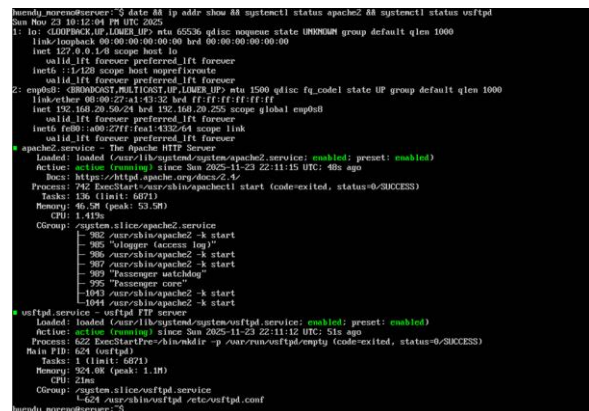 huendy_moreno@server:~$ date && ip addr show && systemctl status apache2 && systemctl status vsftpd
Sun Nov 23 10:12:04 PM UTC 2025
1: lo: <LOOPBACK,UP,LOWER_UP> mtu 65536 qdisc noqueue state UNKNOWN group default qlen 1000
link/loopback 00:00:00:00:00:00 brd 00:00:00:00:00:00
inet 127.0.0.1/8 scope host lo
valid_lft forever preferred_lft forever
inet6 ::1/128 scope host noprefixroute
valid_lft forever preferred_lft forever
2: enp0s8: <BROADCAST,MULTICAST,UP,LOWER_UP> mtu 1500 qdisc fq_codel state UP group default qlen 1000
link/ether 08:00:27:a1:43:32 brd ff:ff:ff:ff:ff:ff
inet 192.168.20.50/24 brd 192.168.20.255 scope global enp0s8
valid_lft forever preferred_lft forever
inet6 fe80::a00:27ff:fea1:4332/64 scope link
valid_lft forever preferred_lft forever
apache2.service - The Apache HTTP Server
Loaded: loaded (/usr/lib/systemd/system/apache2.service; enabled; preset: enabled)
Active: active (running) since Sun 2025-11-23 22:11:15 UTC; 48s ago
Docs: https://httpd.apache.org/docs/2.4/
Process: 742 ExecStart=/usr/sbin/apachectl start (code=exited, status=0/SUCCESS)
Tasks: 136 (limit: 6871)
Memory: 46.5M (peak: 53.5M)
CPU: 1.419s
CGroup: /system.slice/apache2.service
├─ 982 /usr/sbin/apache2 -k start
├─ 985 "vlogger (access log)"
├─ 986 /usr/sbin/apache2 -k start
├─ 987 /usr/sbin/apache2 -k start
├─ 989 "Passenger watchdog"
├─ 995 "Passenger core"
├─1043 /usr/sbin/apache2 -k start
└─1044 /usr/sbin/apache2 -k start
vsftpd.service - vsftpd FTP server
Loaded: loaded (/usr/lib/systemd/system/vsftpd.service; enabled; preset: enabled)
Active: active (running) since Sun 2025-11-23 22:11:12 UTC; 51s ago
Process: 622 ExecStartPre=/bin/mkdir -p /var/run/vsftpd/empty (code=exited, status=0/SUCCESS)
Main PID: 624 (vsftpd)
Tasks: 1 (limit: 6871)
Memory: 924.0K (peak: 1.1M)
CPU: 21ms
CGroup: /system.slice/vsftpd.service
└─624 /usr/sbin/vsftpd /etc/vsftpd.conf
huendy_moreno@server:~$